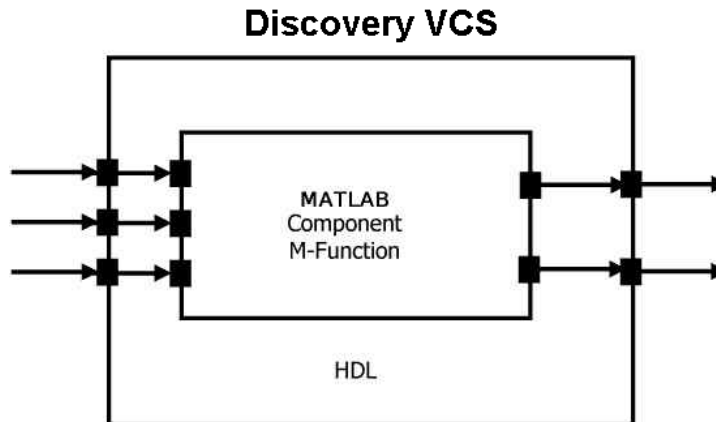 Discovery VCS
MATLAB
Component
M-Function
HDL